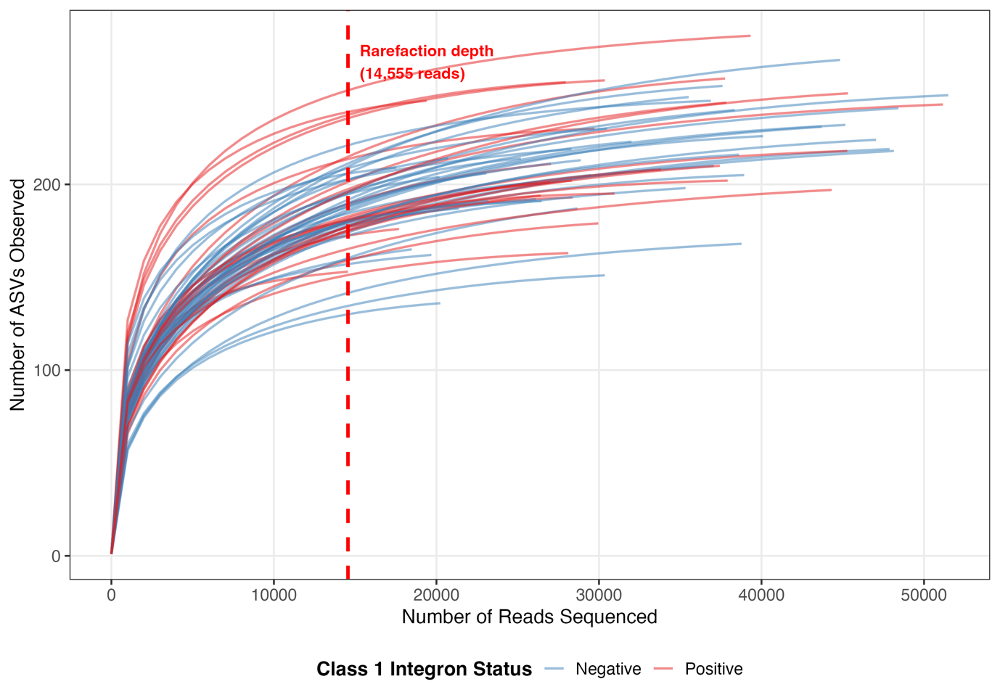 Rarefaction depth
(14,555 reads)
Number of ASVs Observed
200
100
0
0 10000 20000 30000 40000 50000
Number of Reads Sequenced
Class 1 Integron Status Negative Positive